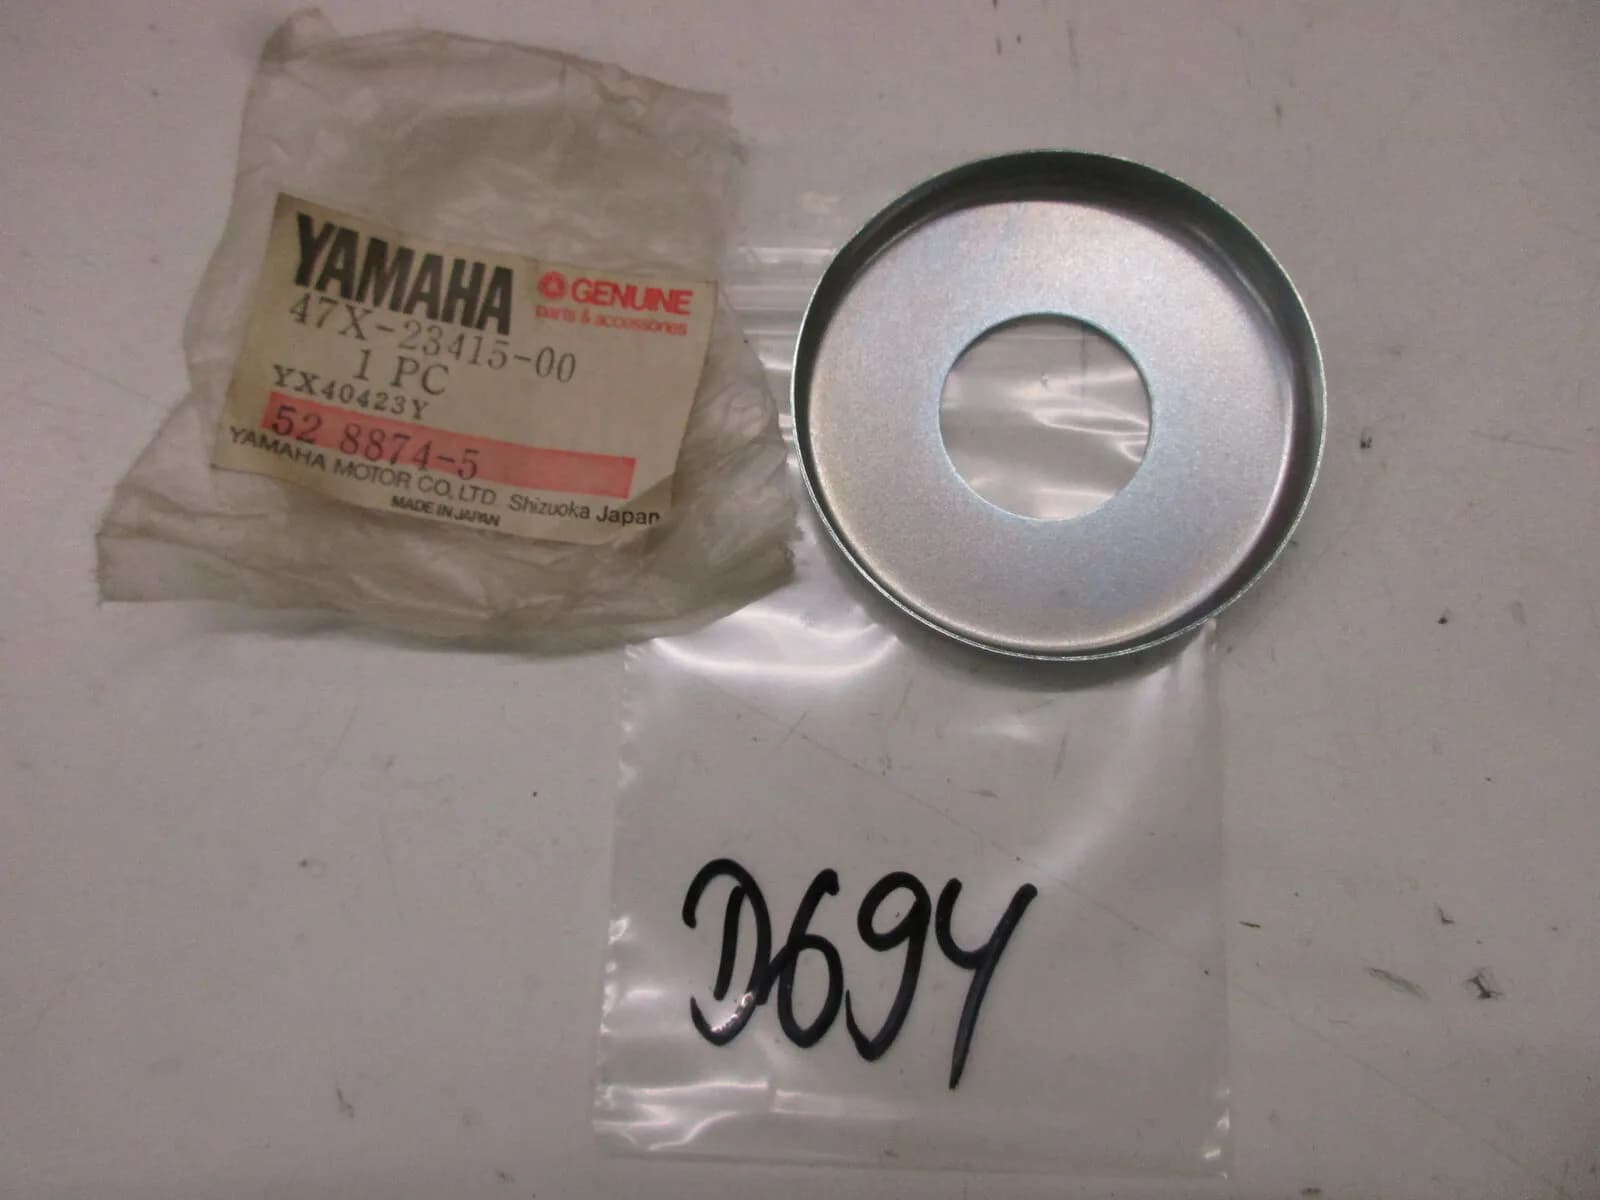 YAMAHA GENUINE
parts & accessories
47X-23415-00
1 PC
YX40423Y
52 8874-5
YAMAHA MOTOR CO., LTD Shizuoka Japan
MADE IN JAPAN
D694